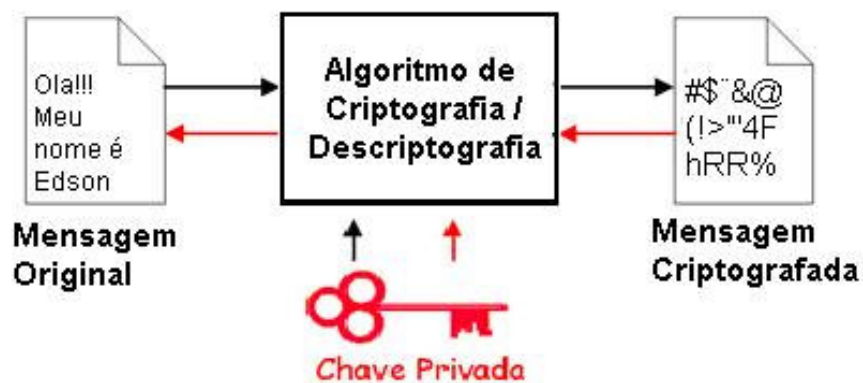 Ola!!!
Meu
nome é
Edson
Mensagem
Original
Algoritmo de
Criptografia /
Descriptografia
Chave Privada
#$¨&@
(!>"'4F
hRR%
Mensagem
Criptografada